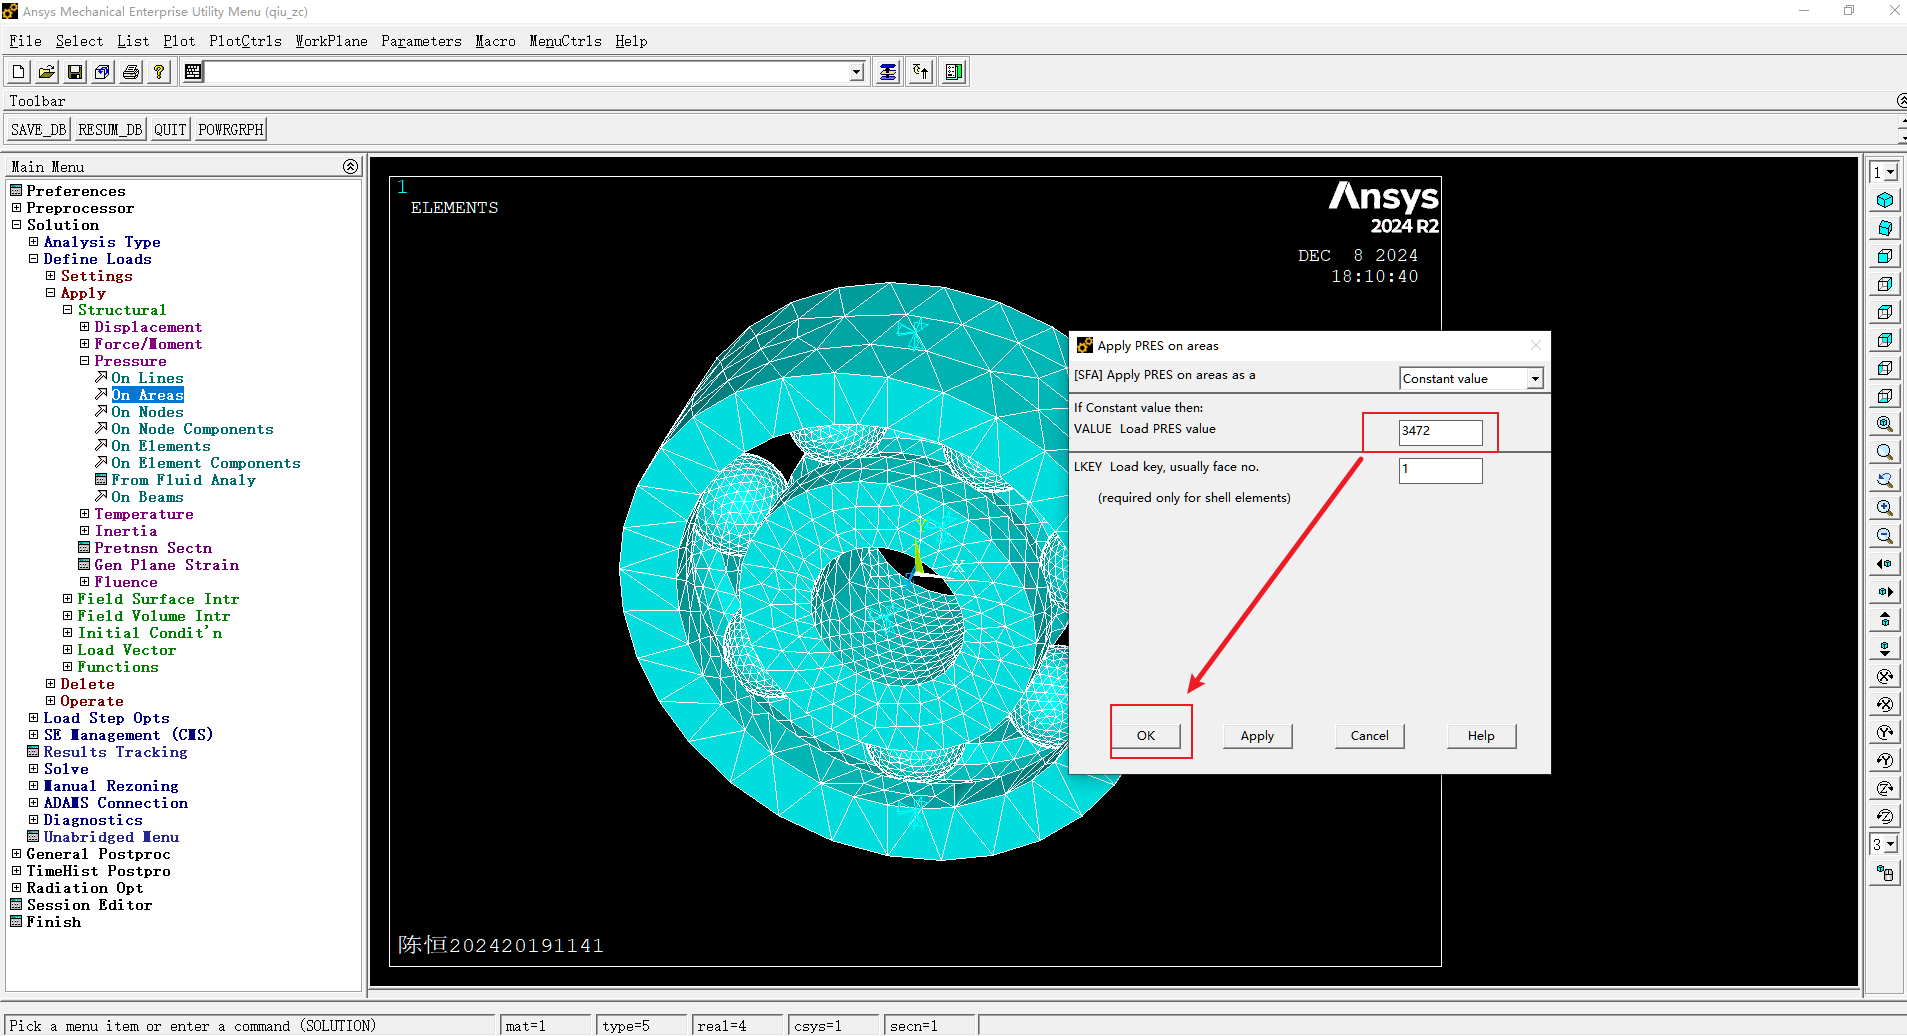 Ansys Mechanical Enterprise Utility Menu (qiu_zc)
File Select List Plot PlotCtrls WorkPlane Parameters Macro MenuCtrls Help
Toolbar
SAVE_DB RESUM_DB QUIT POWRGRPH
Main Menu
Preferences
Preprocessor
Solution
Analysis Type
Define Loads
Settings
Apply
Structural
Displacement
Force/Moment
Pressure
On Lines
On Areas
On Nodes
On Node Components
On Elements
On Element Components
From Fluid Analy
On Beams
Temperature
Inertia
Pretnsn Sectn
Gen Plane Strain
Fluence
Field Surface Intr
Field Volume Intr
Initial Condit'n
Load Vector
Functions
Delete
Operate
Load Step Opts
SE Management (CMS)
Results Tracking
Solve
Manual Rezoning
ADAMS Connection
Diagnostics
Unabridged Menu
General Postproc
TimeHist Postpro
Radiation Opt
Session Editor
Finish
1
ELEMENTS
Ansys
2024 R2
DEC 8 2024
18:10:40
Y
X
陈恒202420191141
Apply PRES on areas
[SFA] Apply PRES on areas as a Constant value
If Constant value then:
VALUE Load PRES value 3472
LKEY Load key, usually face no. 1
(required only for shell elements)
OK Apply Cancel Help
1
3
Pick a menu item or enter a command (SOLUTION) mat=1 type=5 real=4 csys=1 secn=1